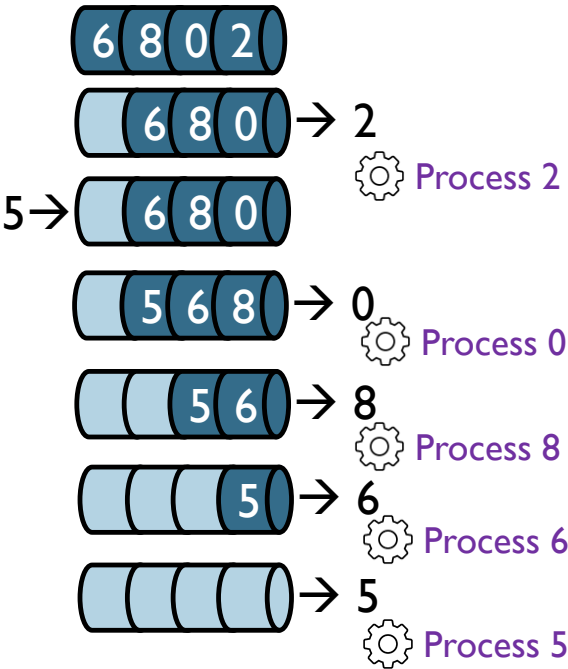 6 8 0 2
6 8 0 → 2
Process 2
5 → 6 8 0
5 6 8 → 0
Process 0
5 6 → 8
Process 8
5 → 6
Process 6
→ 5
Process 5